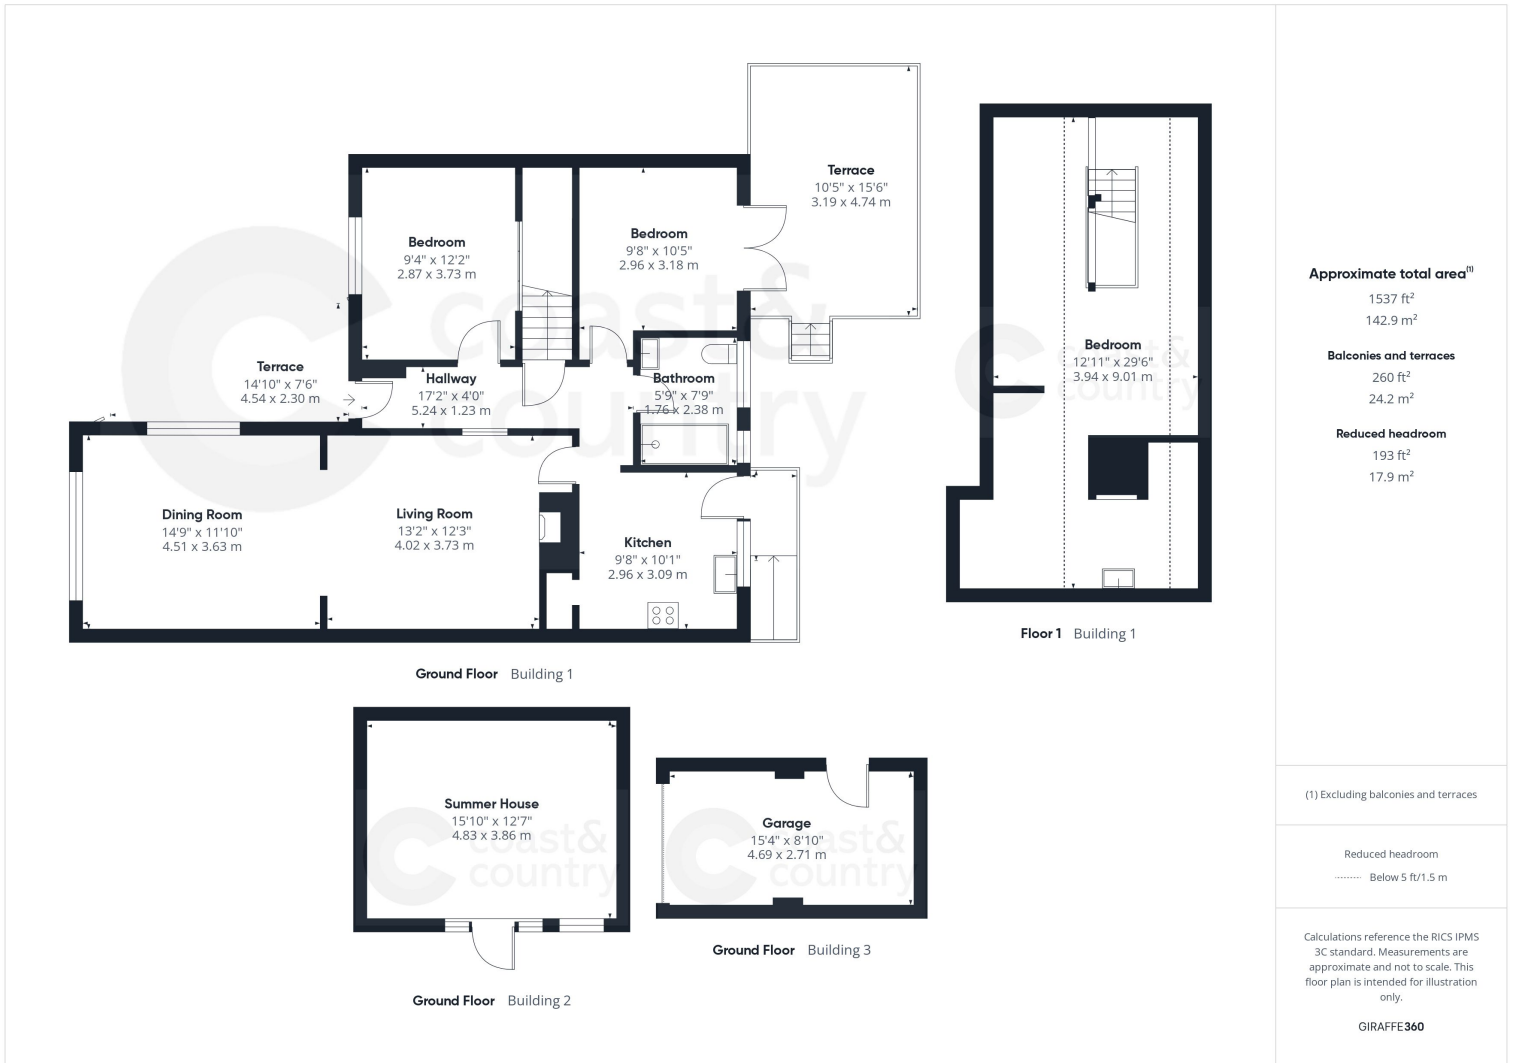 Terrace
10'5" x 15'6"
3.19 x 4.74 m
Bedroom
9'4" x 12'2"
2.87 x 3.73 m
Bedroom
9'8" x 10'5"
2.96 x 3.18 m
Terrace
14'10" x 7'6"
4.54 x 2.30 m
Hallway
17'2" x 4'0"
5.24 x 1.23 m
Bathroom
5'9" x 7'9"
1.76 x 2.38 m
Dining Room
14'9" x 11'10"
4.51 x 3.63 m
Living Room
13'2" x 12'3"
4.02 x 3.73 m
Kitchen
9'8" x 10'1"
2.96 x 3.09 m
coast &
country
Ground Floor Building 1
Bedroom
12'11" x 29'6"
3.94 x 9.01 m
coast &
country
Floor 1 Building 1
Summer House
15'10" x 12'7"
4.83 x 3.86 m
coast &
country
Ground Floor Building 2
Garage
15'4" x 8'10"
4.69 x 2.71 m
coast &
country
Ground Floor Building 3
Approximate total area(1)
1537 ft²
142.9 m²
Balconies and terraces
260 ft²
24.2 m²
Reduced headroom
193 ft²
17.9 m²
(1) Excluding balconies and terraces
Reduced headroom
Below 5 ft/1.5 m
Calculations reference the RICS IPMS
3C standard. Measurements are
approximate and not to scale. This
floor plan is intended for illustration
only.
GIRAFFE360